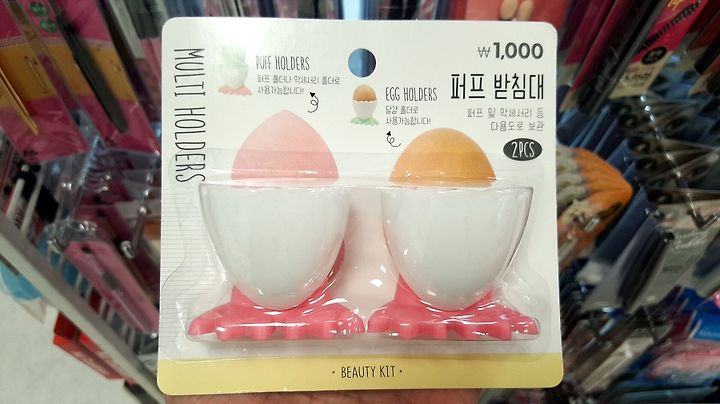 MULTI HOLDERS
PUFF HOLDERS
퍼프 홀더나 악세서리 홀더로
사용가능합니다!
EGG HOLDERS
달걀 홀더로
사용가능합니다!
₩1,000
퍼프 받침대
퍼프 및 악세서리 등
다용도로 보관
2PCS
· BEAUTY KIT ·